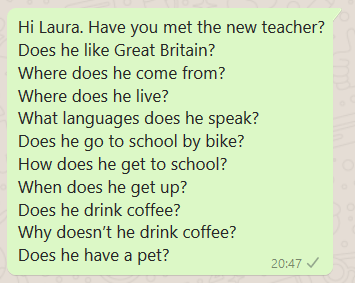 Hi Laura. Have you met the new teacher?
Does he like Great Britain?
Where does he come from?
Where does he live?
What languages does he speak?
Does he go to school by bike?
How does he get to school?
When does he get up?
Does he drink coffee?
Why doesn't he drink coffee?
Does he have a pet?
20:47